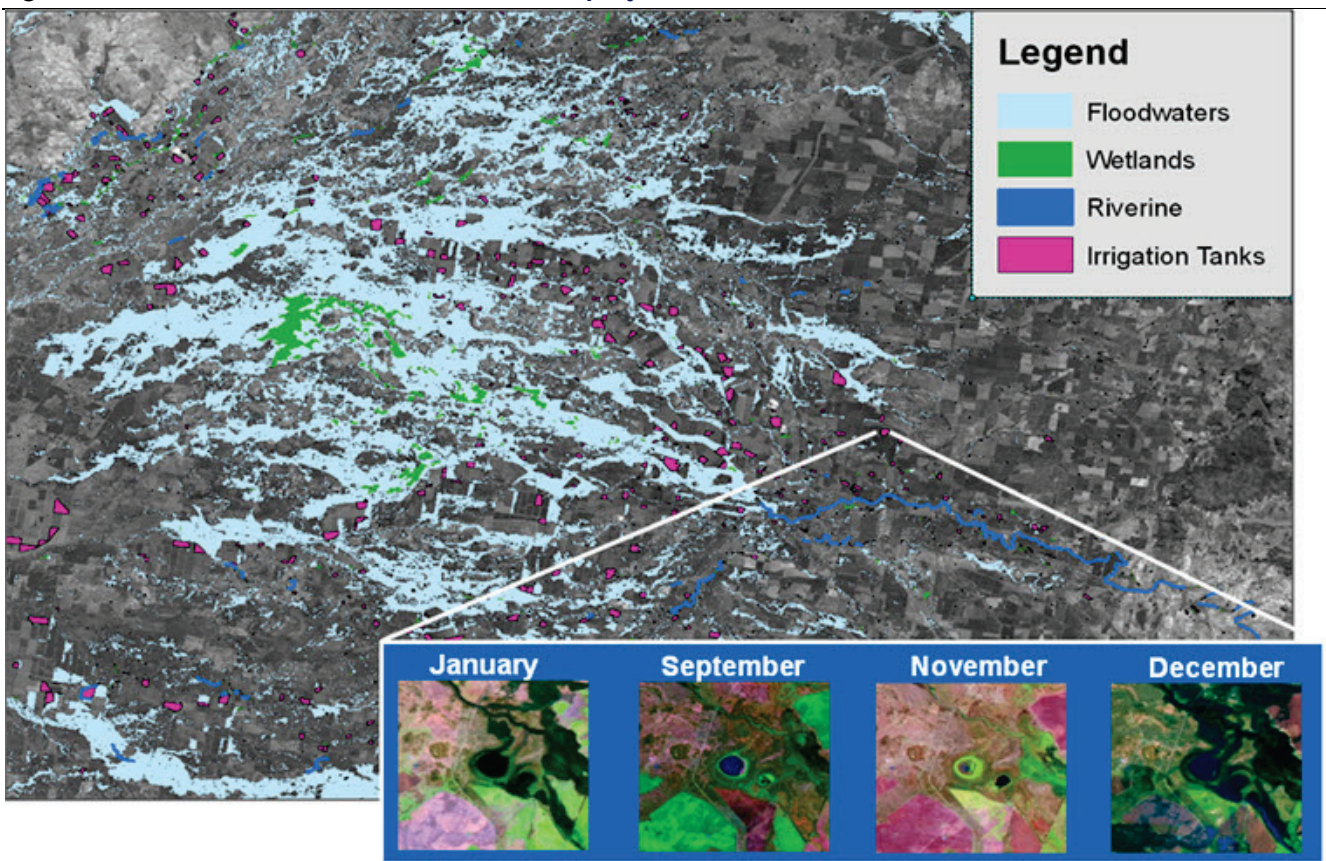 Legend
Floodwaters
Wetlands
Riverine
Irrigation Tanks
January
September
November
December